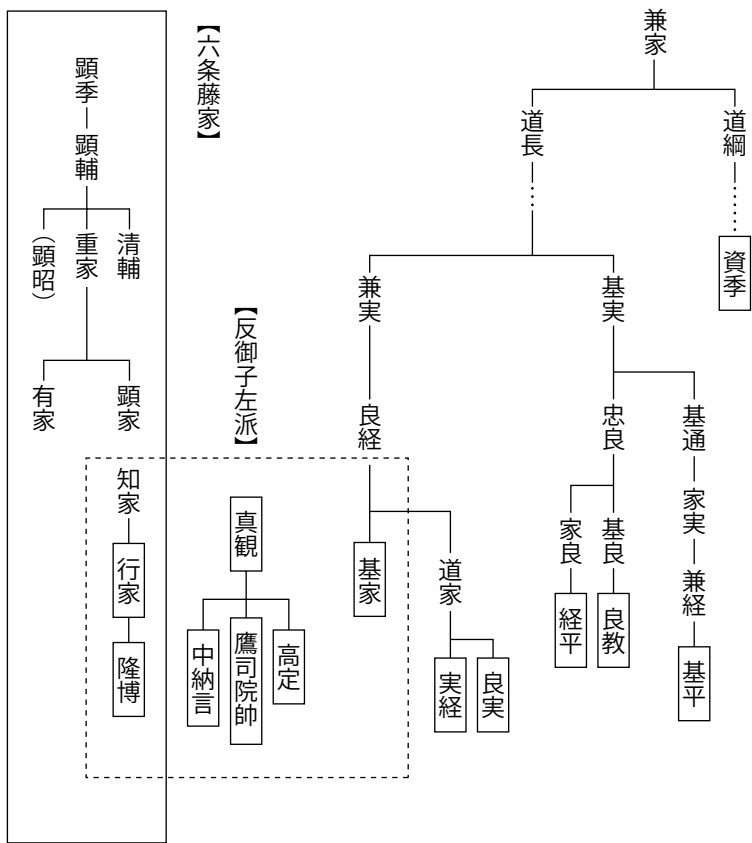 兼家
道綱
資季
道長
基実
基通
家実
兼経
基平
忠良
基良
良教
家良
経平
兼実
良経
道家
良実
実経
基家
【反御子左派】
真観
高定
鷹司院帥
中納言
【六条藤家】
顕季
顕輔
清輔
重家
(顕昭)
顕家
有家
知家
行家
隆博